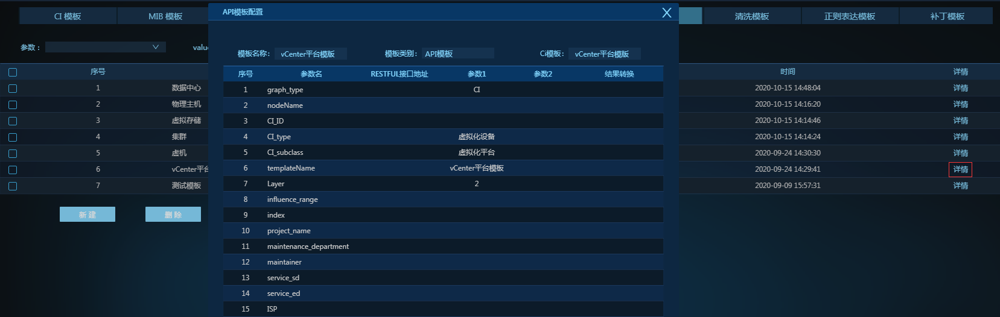 API模板配置
X
CI 模板
MIB 模板
清洗模板
正则表达模板
补丁模板
参数：
模板名称: vCenter平台模版 模板类别: API模板 Ci模板: vCenter平台模版
序号 时间 详情
序号 参数名 RESTFUL接口地址 参数1 参数2 结果转换
1 数据中心 2020-10-15 14:48:04 详情
2 物理主机 2020-10-15 14:16:20 详情
3 虚拟存储 2020-10-15 14:14:46 详情
4 集群 2020-10-15 14:14:24 详情
5 虚机 2020-09-24 14:30:30 详情
6 vCenter平 2020-09-24 14:29:41 详情
7 测试模板 2020-09-09 15:57:31 详情
新 建
删 除
1 graph_type CI
2 nodeName
3 CI_ID
4 CI_type 虚拟化设备
5 CI_subclass 虚拟化平台
6 templateName vCenter平台模板
7 Layer 2
8 influence_range
9 index
10 project_name
11 maintenance_department
12 maintainer
13 service_sd
14 service_ed
15 ISP